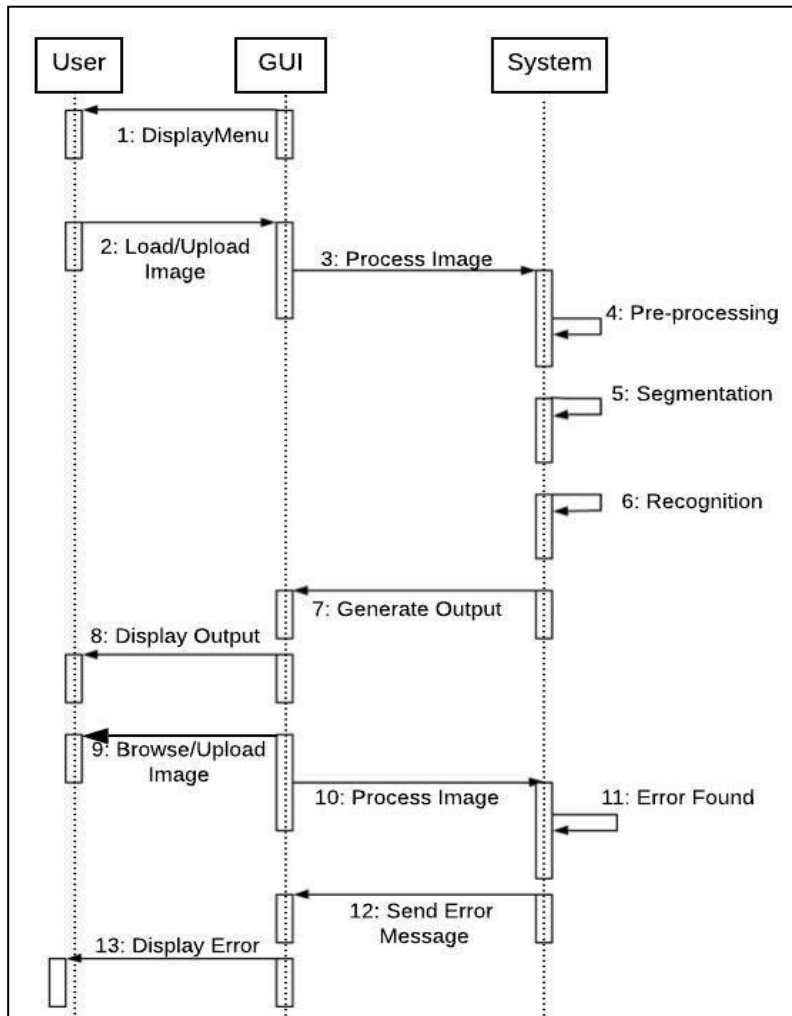 User
GUI
System
1: DisplayMenu
2: Load/Upload
Image
3: Process Image
4: Pre-processing
5: Segmentation
6: Recognition
7: Generate Output
8: Display Output
9: Browse/Upload
Image
10: Process Image
11: Error Found
12: Send Error
Message
13: Display Error